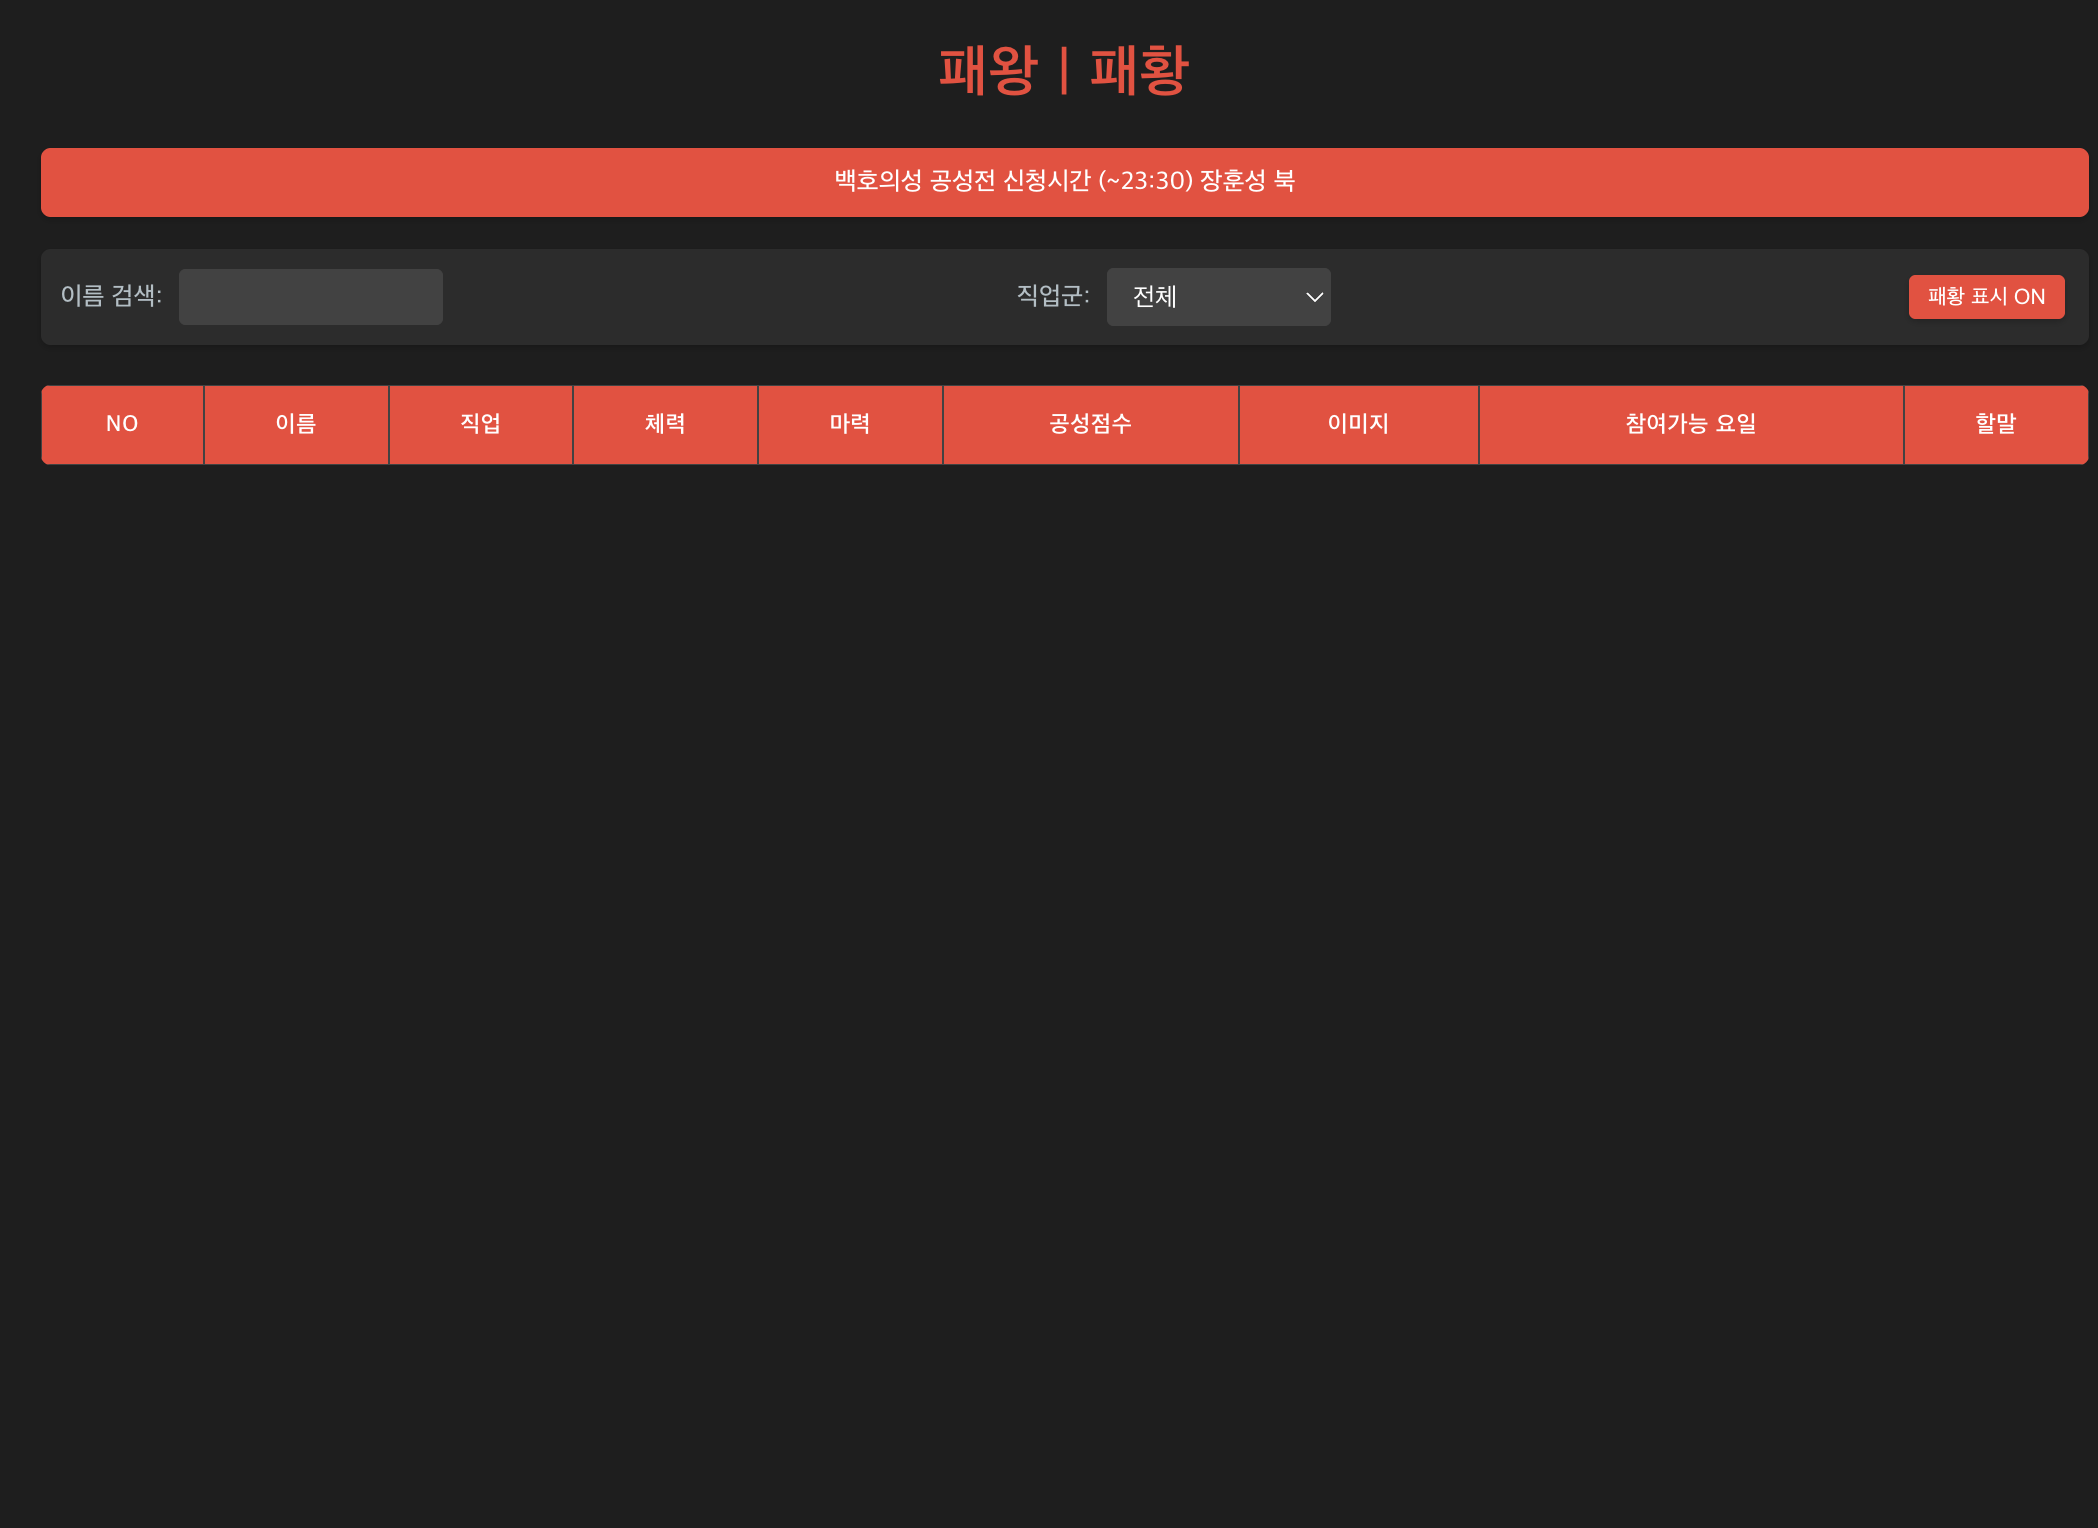 패왕 | 패황
백호의성 공성전 신청시간 (~23:30) 장훈성 북
이름 검색: 직업군: 전체 패황 표시 ON
NO 이름 직업 체력 마력 공성점수 이미지 참여가능 요일 할말